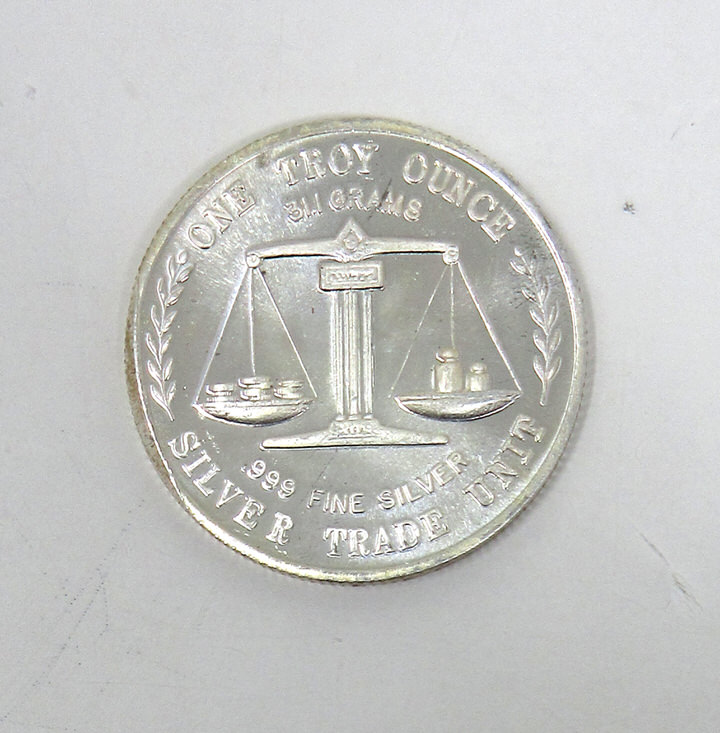 ONE TROY OUNCE
31.1 GRAMS
.999 FINE SILVER
SILVER TRADE UNIT